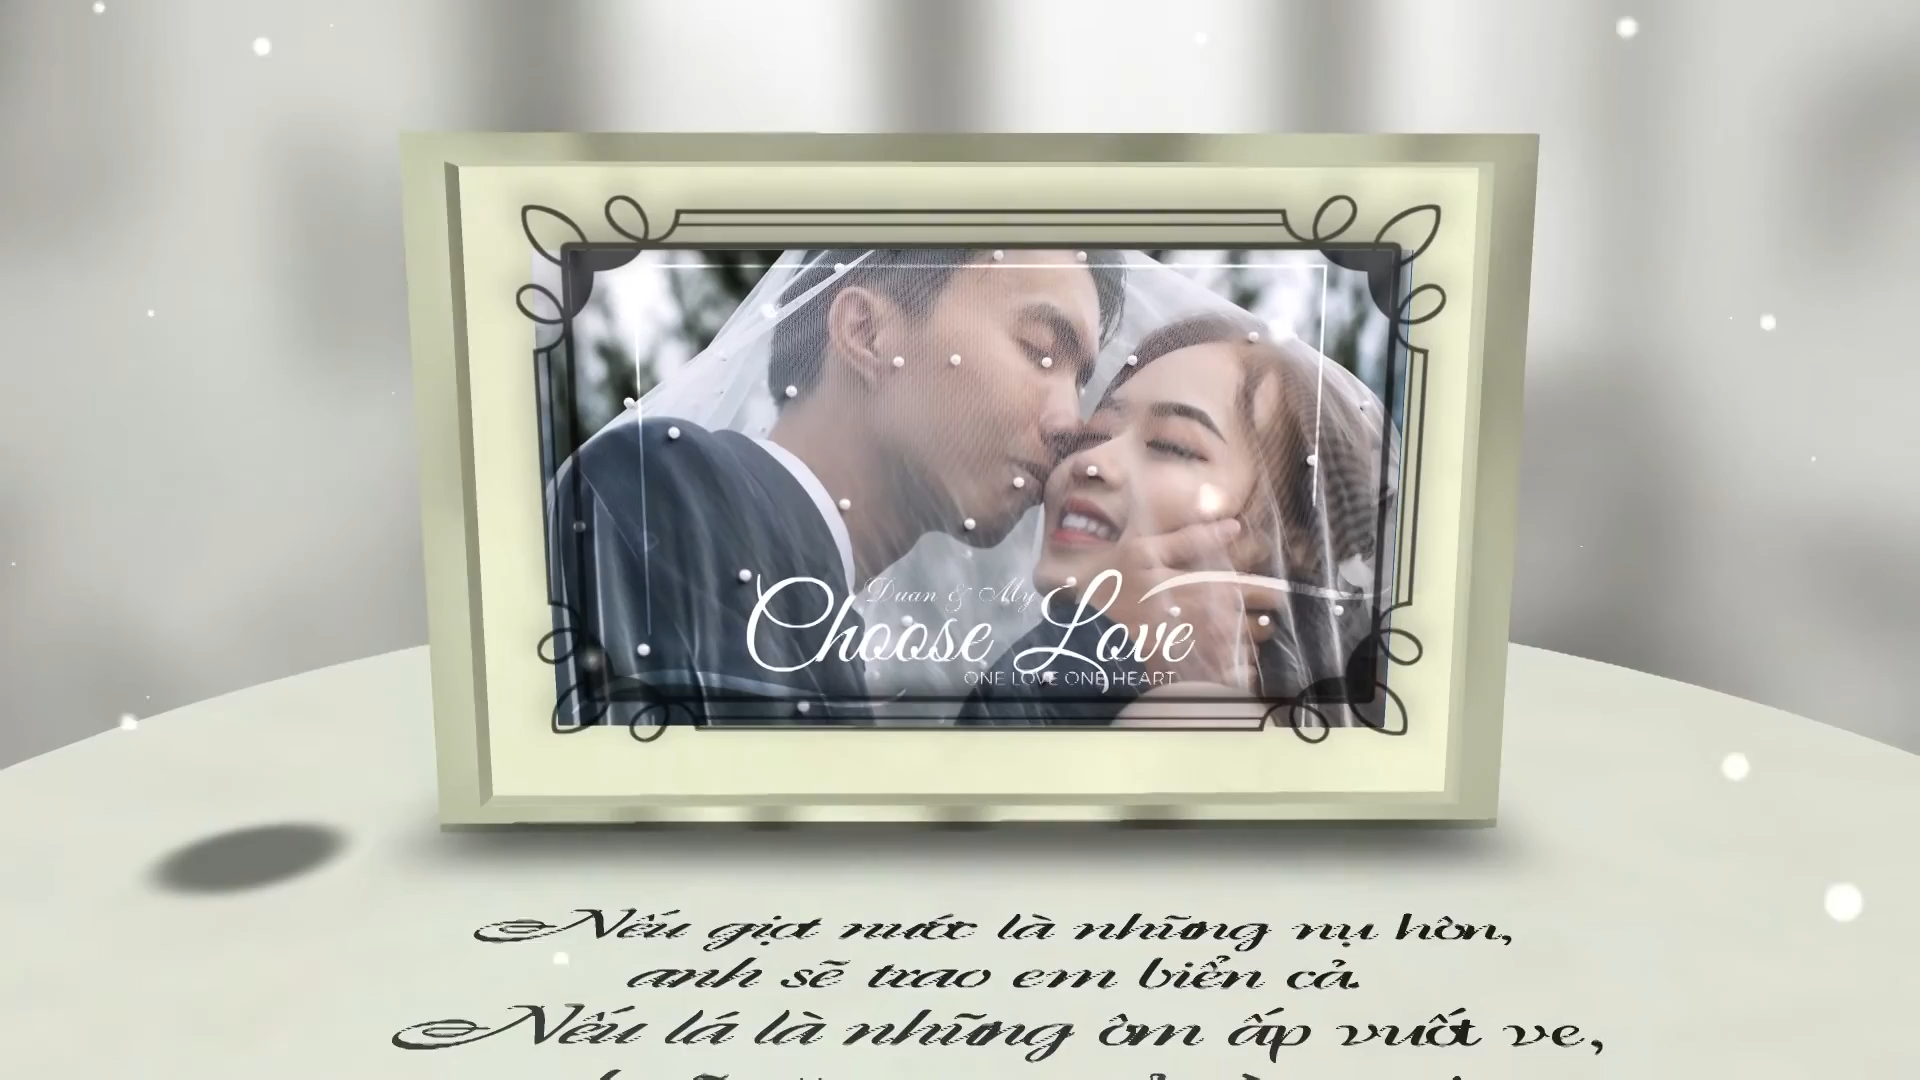 Duan & My
Choose Love
ONE LOVE ONE HEART
Nếu giọt nước là những nụ hôn,
anh sẽ trao em biển cả.
Nếu lá là những ôm ấp vuốt ve,